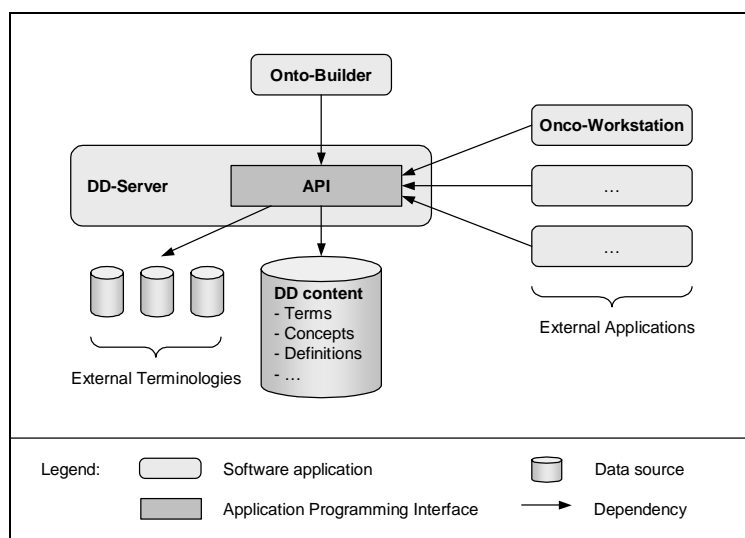 Onto-Builder
Onco-Workstation
DD-Server
API
...
...
DD content
- Terms
- Concepts
- Definitions
- ...
External Terminologies
External Applications
Legend:
Software application
Data source
Application Programming Interface
Dependency